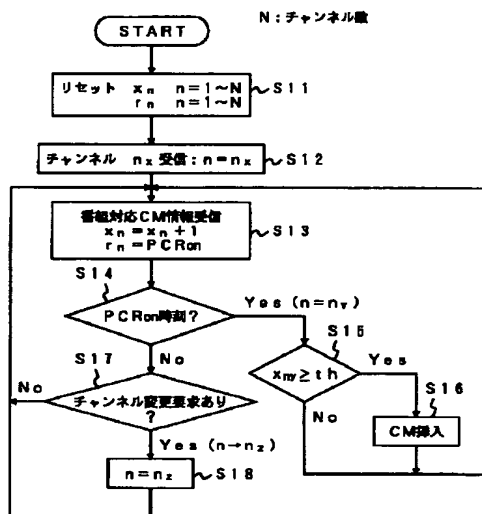 N：チャンネル数
START
リセット xn n=1~N
rn n=1~N
S11
チャンネル nx 受信：n=nx
S12
番組対応CM情報受信
xn=xn+1
rn=PCRon
S13
S14
PCRon時刻？
Yes (n=ny)
No
S15
xny≥th
Yes
No
S16
CM挿入
S17
チャンネル変更要求あり
？
No
Yes (n→nz)
n=nz
S18